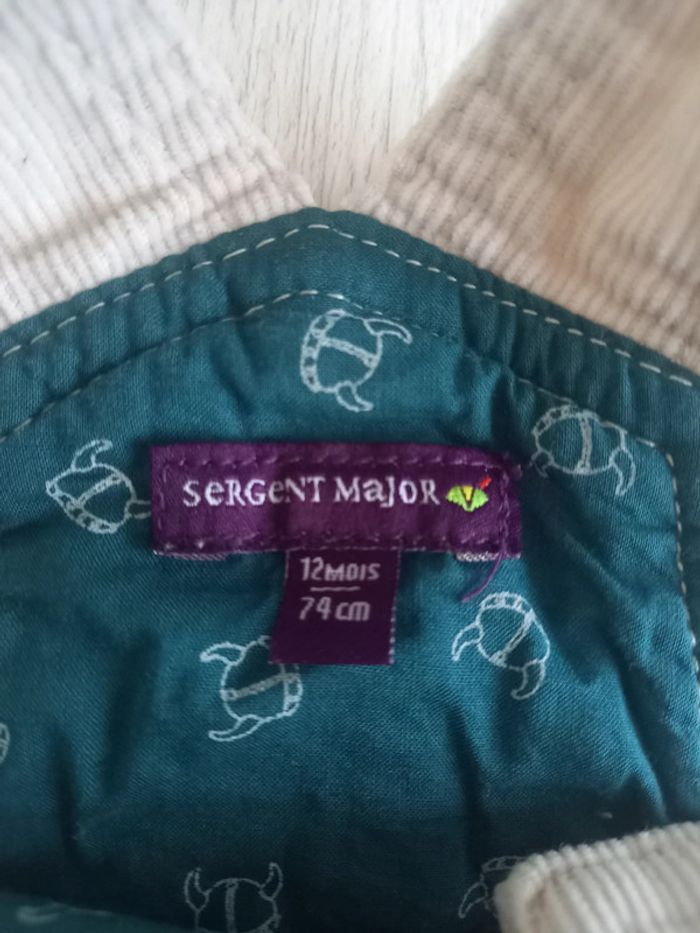 SeRGeNT MaJOR
12MOIS
74cm